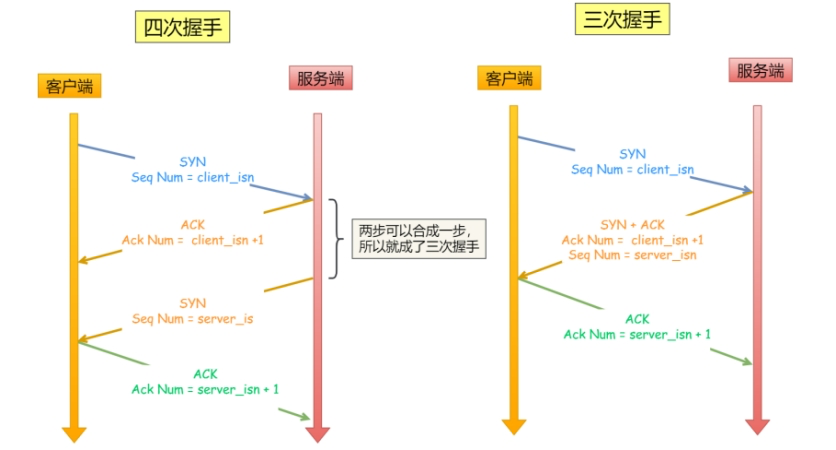 四次握手
客户端
服务端
SYN
Seq Num = client_isn
ACK
Ack Num = client_isn +1
两步可以合成一步,
所以就成了三次握手
SYN
Seq Num = server_is
ACK
Ack Num = server_isn + 1
三次握手
客户端
服务端
SYN
Seq Num = client_isn
SYN + ACK
Ack Num = client_isn +1
Seq Num = server_isn
ACK
Ack Num = server_isn + 1